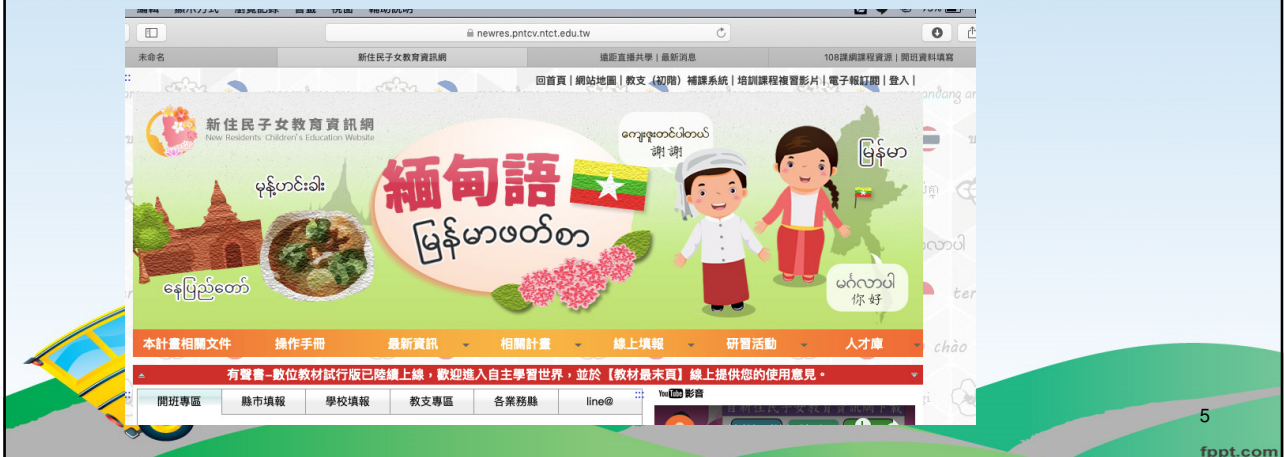 newres.pntcv.ntct.edu.tw
未命名
新住民子女教育資訊網
遠距直播共學 | 最新消息
108課綱課程資源 | 開班資料填寫
回首頁 | 網站地圖 | 教支（初階）補課系統 | 培訓課程複習影片 | 電子報訂閱 | 登入 |
新住民子女教育資訊網
New Residents Children's Education Website
ကျေးဇူးတင်ပါတယ်
謝謝
မြန်မာ
မုန့်ဟင်းခါး
緬甸語
မြန်မာဖတ်စာ
နေပြည်တော်
မင်္ဂလာပါ
你好
本計畫相關文件
操作手冊
最新資訊
相關計畫
線上填報
研習活動
人才庫
chào
有聲書–數位教材試行版已陸續上線，歡迎進入自主學習世界，並於【教材最末頁】線上提供您的使用意見。
開班專區
縣市填報
學校填報
教支專區
各業務縣
line@
YouTube 影音
5
fppt.com